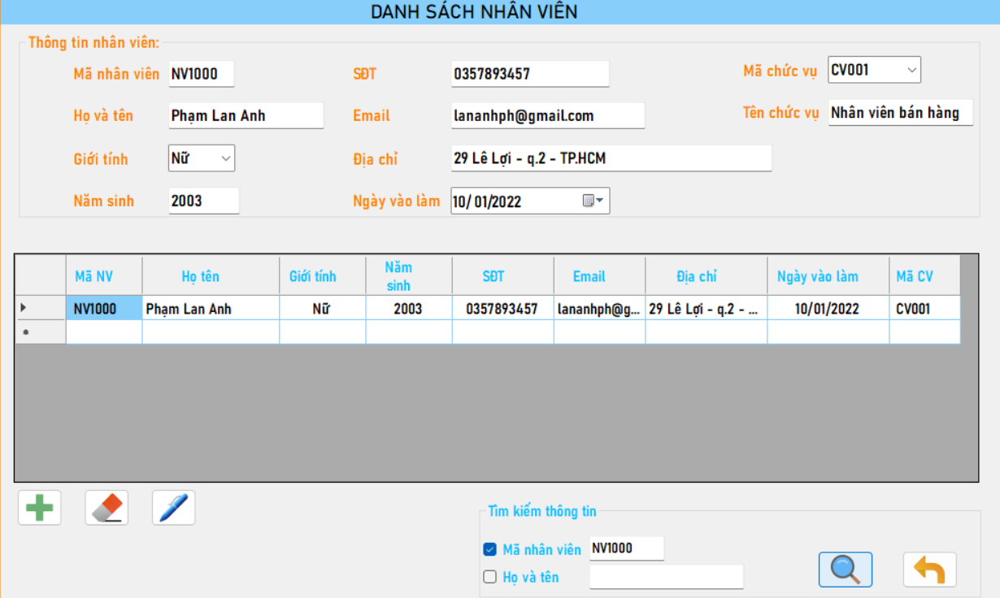 DANH SÁCH NHÂN VIÊN
Thông tin nhân viên:
Mã nhân viên NV1000 SĐT 0357893457 Mã chức vụ CV001
Họ và tên Phạm Lan Anh Email lananhph@gmail.com Tên chức vụ Nhân viên bán hàng
Giới tính Nữ Địa chỉ 29 Lê Lợi - q.2 - TP.HCM
Năm sinh 2003 Ngày vào làm 10/01/2022
Mã NV Họ tên Giới tính Năm sinh SĐT Email Địa chỉ Ngày vào làm Mã CV
NV1000 Phạm Lan Anh Nữ 2003 0357893457 lananhph@g... 29 Lê Lợi - q.2 - ... 10/01/2022 CV001
Tìm kiếm thông tin
Mã nhân viên NV1000
Họ và tên